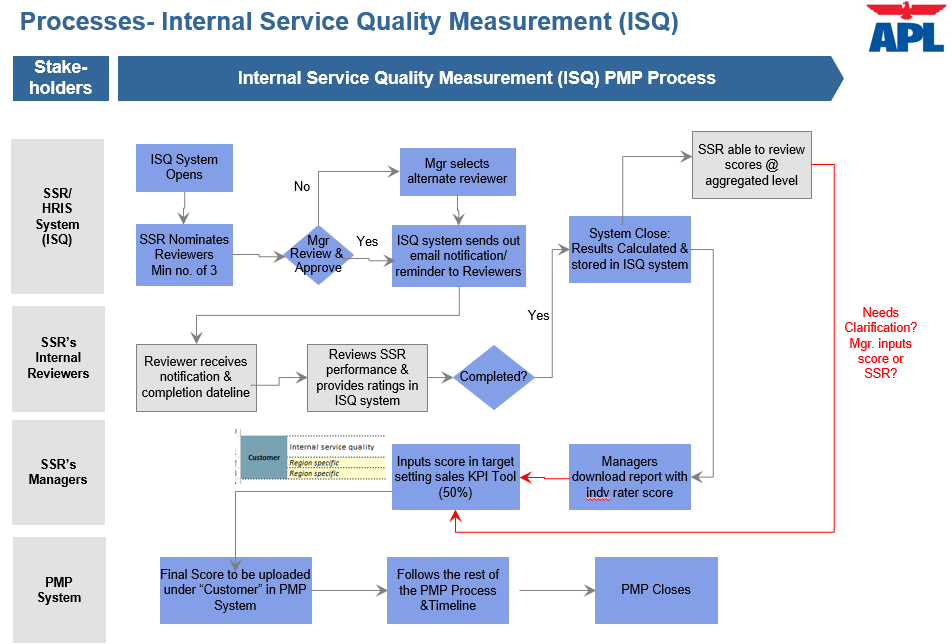 Processes- Internal Service Quality Measurement (ISQ)
APL
Stake-
holders
Internal Service Quality Measurement (ISQ) PMP Process
SSR/
HRIS
System
(ISQ)
ISQ System
Opens
SSR Nominates
Reviewers
Min no. of 3
No
Mgr
Review &
Approve
Yes
Mgr selects
alternate reviewer
ISQ system sends out
email notification/
reminder to Reviewers
System Close:
Results Calculated &
stored in ISQ system
SSR able to review
scores @
aggregated level
Needs
Clarification?
Mgr. inputs
score or
SSR?
SSR's
Internal
Reviewers
Reviewer receives
notification &
completion dateline
Reviews SSR
performance &
provides ratings in
ISQ system
Completed?
Yes
SSR's
Managers
Customer
Internal service quality
Region specific
Region specific
Inputs score in target
setting sales KPI Tool
(50%)
Managers
download report with
indv rater score
PMP
System
Final Score to be uploaded
under “Customer” in PMP
System
Follows the rest of
the PMP Process
&Timeline
PMP Closes